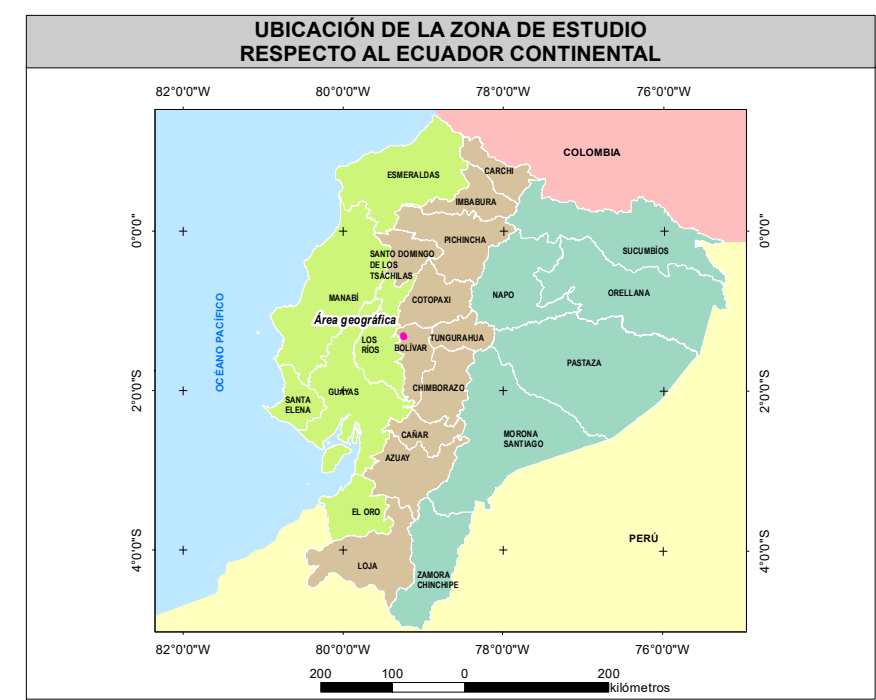 UBICACIÓN DE LA ZONA DE ESTUDIO
RESPECTO AL ECUADOR CONTINENTAL
82°0'0"W 80°0'0"W 78°0'0"W 76°0'0"W
COLOMBIA
CARCHI
ESMERALDAS
IMBABURA
0°0'0" 0°0'0"
PICHINCHA
SANTO DOMINGO
DE LOS
TSÁCHILAS
SUCUMBÍOS
ORELLANA
NAPO
MANABÍ
COTOPAXI
Área geográfica
OCÉANO PACÍFICO
LOS
RÍOS
BOLÍVAR
TUNGURAHUA
PASTAZA
2°0'0"S 2°0'0"S
CHIMBORAZO
GUAYAS
SANTA
ELENA
CAÑAR
MORONA
SANTIAGO
AZUAY
EL ORO
PERÚ
4°0'0"S 4°0'0"S
LOJA
ZAMORA
CHINCHIPE
82°0'0"W 80°0'0"W 78°0'0"W 76°0'0"W
200 100 0 200
kilómetros